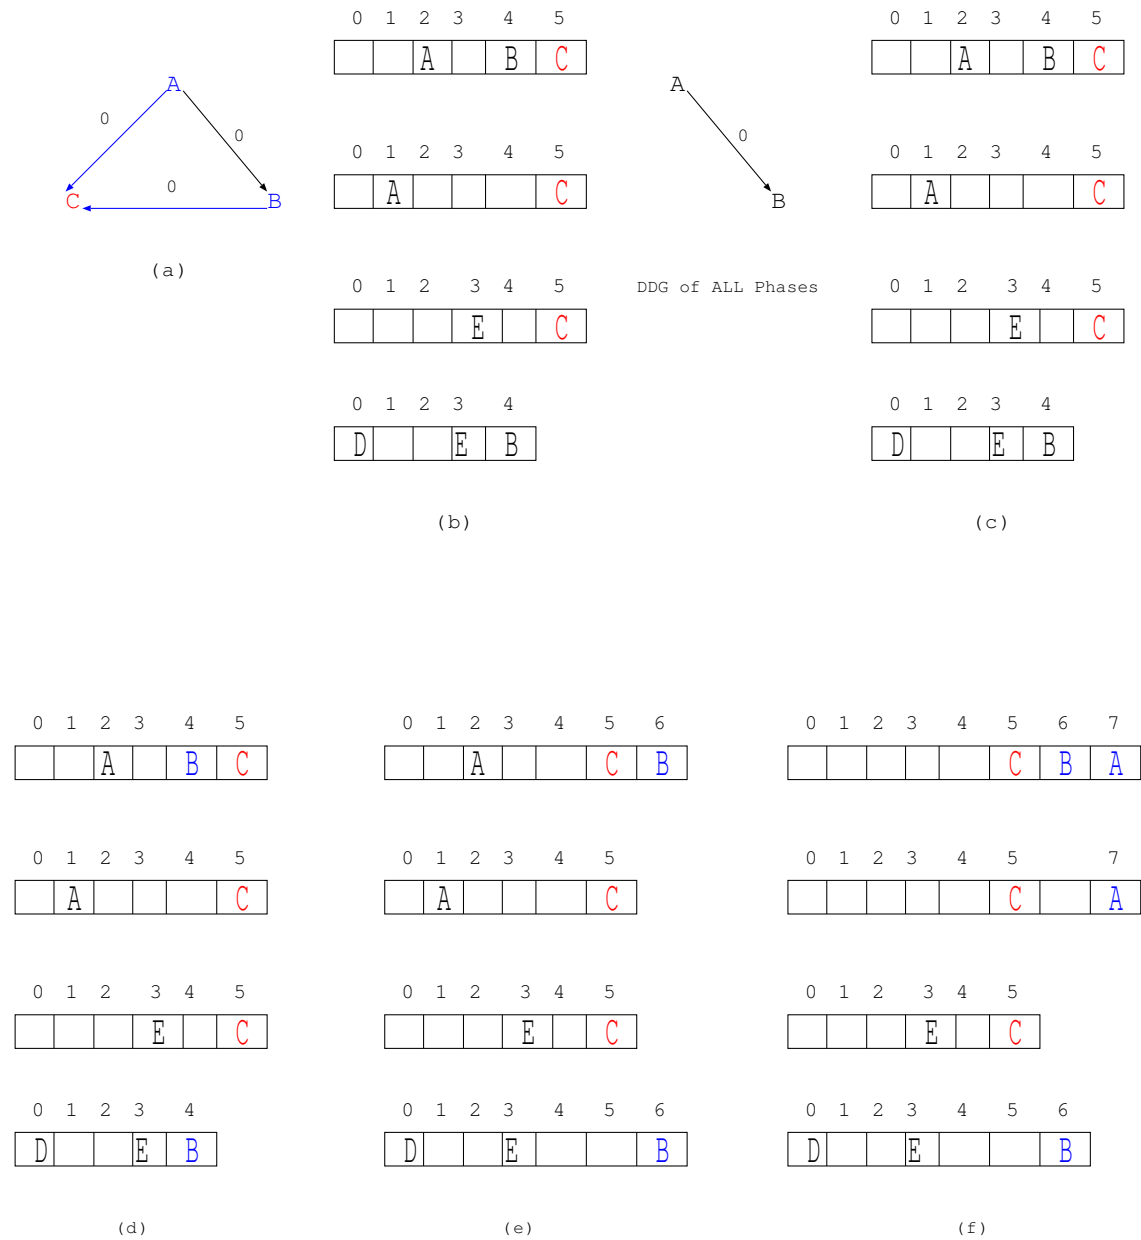 0 1 2 3 4 5
A B C
A
0 0
0
C B
(a)
0 1 2 3 4 5
A C
0 1 2 3 4 5
E C
0 1 2 3 4
D E B
(b)
A
0
B
DDG of ALL Phases
0 1 2 3 4 5
A B C
0 1 2 3 4 5
A C
0 1 2 3 4 5
E C
0 1 2 3 4
D E B
(c)
0 1 2 3 4 5
A B C
0 1 2 3 4 5
A C
0 1 2 3 4 5
E C
0 1 2 3 4
D E B
(d)
0 1 2 3 4 5 6
A C B
0 1 2 3 4 5
A C
0 1 2 3 4 5
E C
0 1 2 3 4 5 6
D E B
(e)
0 1 2 3 4 5 6 7
C B A
0 1 2 3 4 5 7
C A
0 1 2 3 4 5
E C
0 1 2 3 4 5 6
D E B
(f)